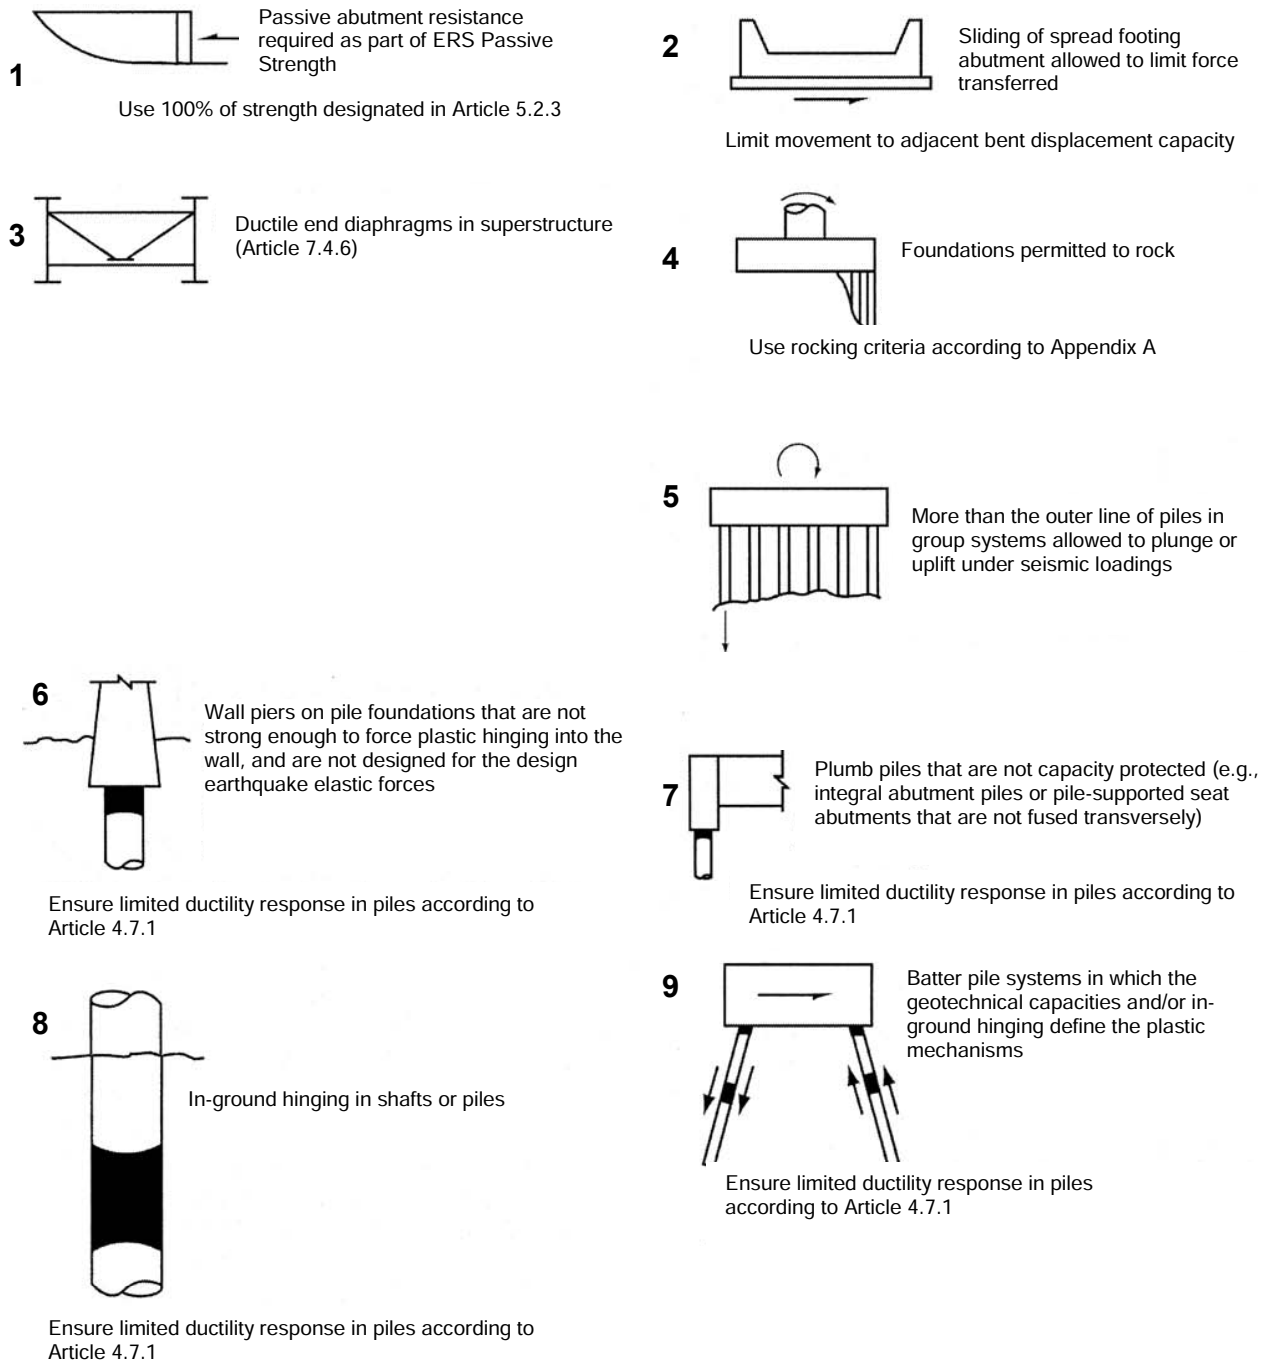 1
Passive abutment resistance
required as part of ERS Passive
Strength
Use 100% of strength designated in Article 5.2.3
2
Sliding of spread footing
abutment allowed to limit force
transferred
Limit movement to adjacent bent displacement capacity
3
Ductile end diaphragms in superstructure
(Article 7.4.6)
4
Foundations permitted to rock
Use rocking criteria according to Appendix A
5
More than the outer line of piles in
group systems allowed to plunge or
uplift under seismic loadings
6
Wall piers on pile foundations that are not
strong enough to force plastic hinging into the
wall, and are not designed for the design
earthquake elastic forces
Ensure limited ductility response in piles according to
Article 4.7.1
7
Plumb piles that are not capacity protected (e.g.,
integral abutment piles or pile-supported seat
abutments that are not fused transversely)
Ensure limited ductility response in piles according to
Article 4.7.1
8
In-ground hinging in shafts or piles
Ensure limited ductility response in piles according to
Article 4.7.1
9
Batter pile systems in which the
geotechnical capacities and/or in-
ground hinging define the plastic
mechanisms
Ensure limited ductility response in piles
according to Article 4.7.1